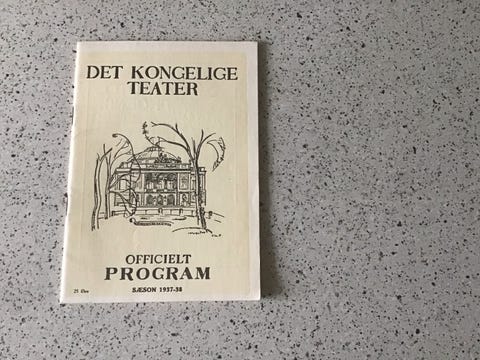 DET KONGELIGE
TEATER
OFFICIELT
PROGRAM
25 Øre
SÆSON 1937-38